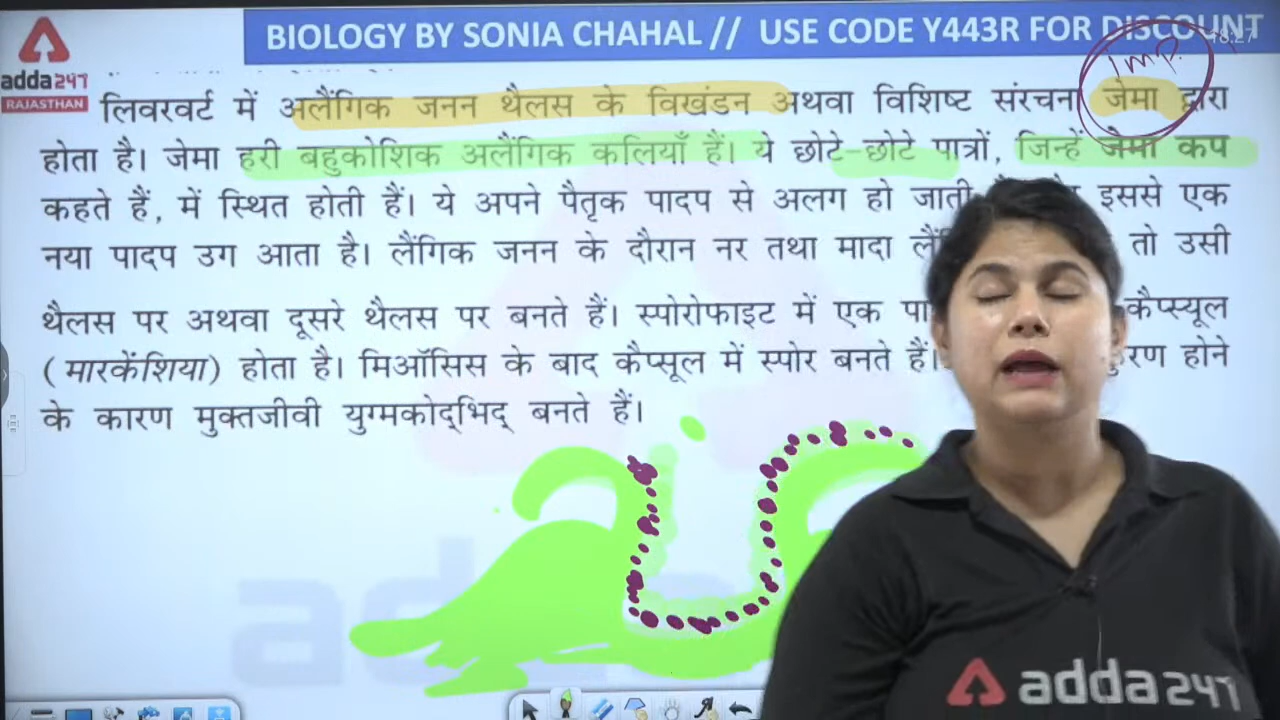 BIOLOGY BY SONIA CHAHAL // USE CODE Y443R FOR DISCOUNT
18:27
adda247
RAJASTHAN
Imp.
लिवरवर्ट में अलैंगिक जनन थैलस के विखंडन अथवा विशिष्ट संरचना जेमा द्वारा
होता है। जेमा हरी बहुकोशिक अलैंगिक कलियाँ हैं। ये छोटे-छोटे पात्रों, जिन्हें जैमा कप
कहते हैं, में स्थित होती हैं। ये अपने पैतृक पादप से अलग हो जाती इससे एक
नया पादप उग आता है। लैंगिक जनन के दौरान नर तथा मादा तो उसी
थैलस पर अथवा दूसरे थैलस पर बनते हैं। स्पोरोफाइट में एक कैप्स्यूल
(मारकेंशिया) होता है। मिऑसिस के बाद कैप्सूल में स्पोर बनते हैं। होने
के कारण मुक्तजीवी युग्मकोद्भिद् बनते हैं।
adda247